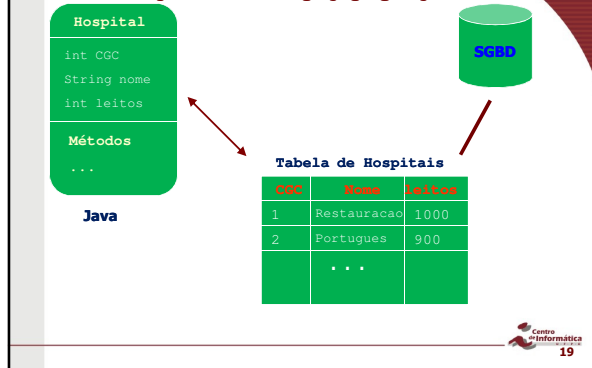 Hospital
int CGC
String nome
int leitos
Métodos
...
Java
SGBD
Tabela de Hospitais
CGC Nome leitos
1 Restauracao 1000
2 Portugues 900
...
Centro
de Informática
U F P E
19